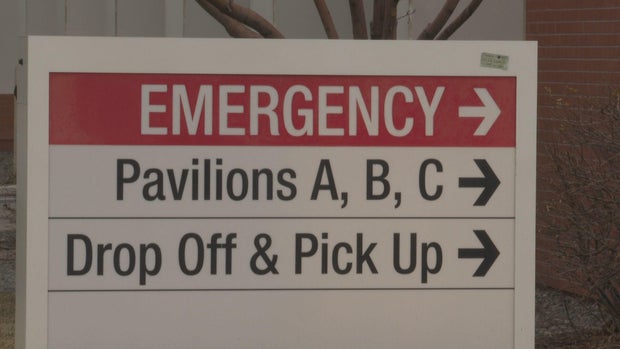 EMERGENCY →
Pavilions A, B, C →
Drop Off & Pick Up →